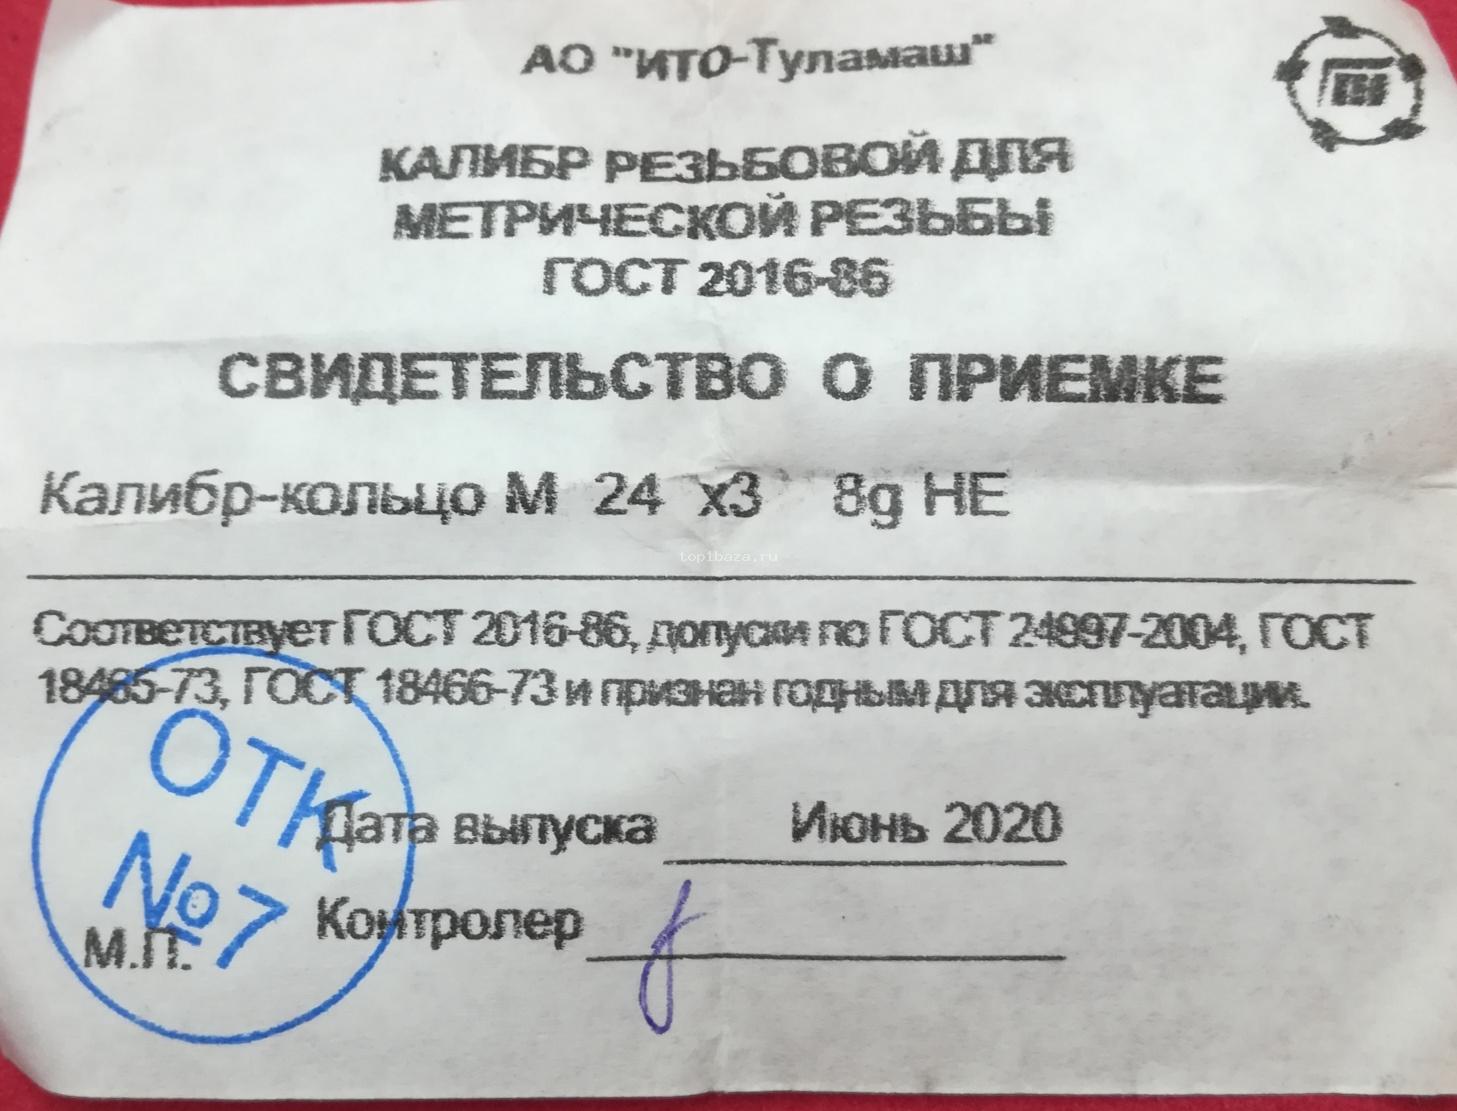 АО "ИТО-Туламаш"
КАЛИБР РЕЗЬБОВОЙ ДЛЯ
МЕТРИЧЕСКОЙ РЕЗЬБЫ
ГОСТ 2016-86
СВИДЕТЕЛЬСТВО О ПРИЕМКЕ
Калибр-кольцо М 24 х3 8g НЕ
top1baza.ru
Соответствует ГОСТ 2016-86, допуски по ГОСТ 24997-2004, ГОСТ
18465-73, ГОСТ 18466-73 и признан годным для эксплуатации.
ОТК
№7
Дата выпуска Июнь 2020
Контролер
М.П.